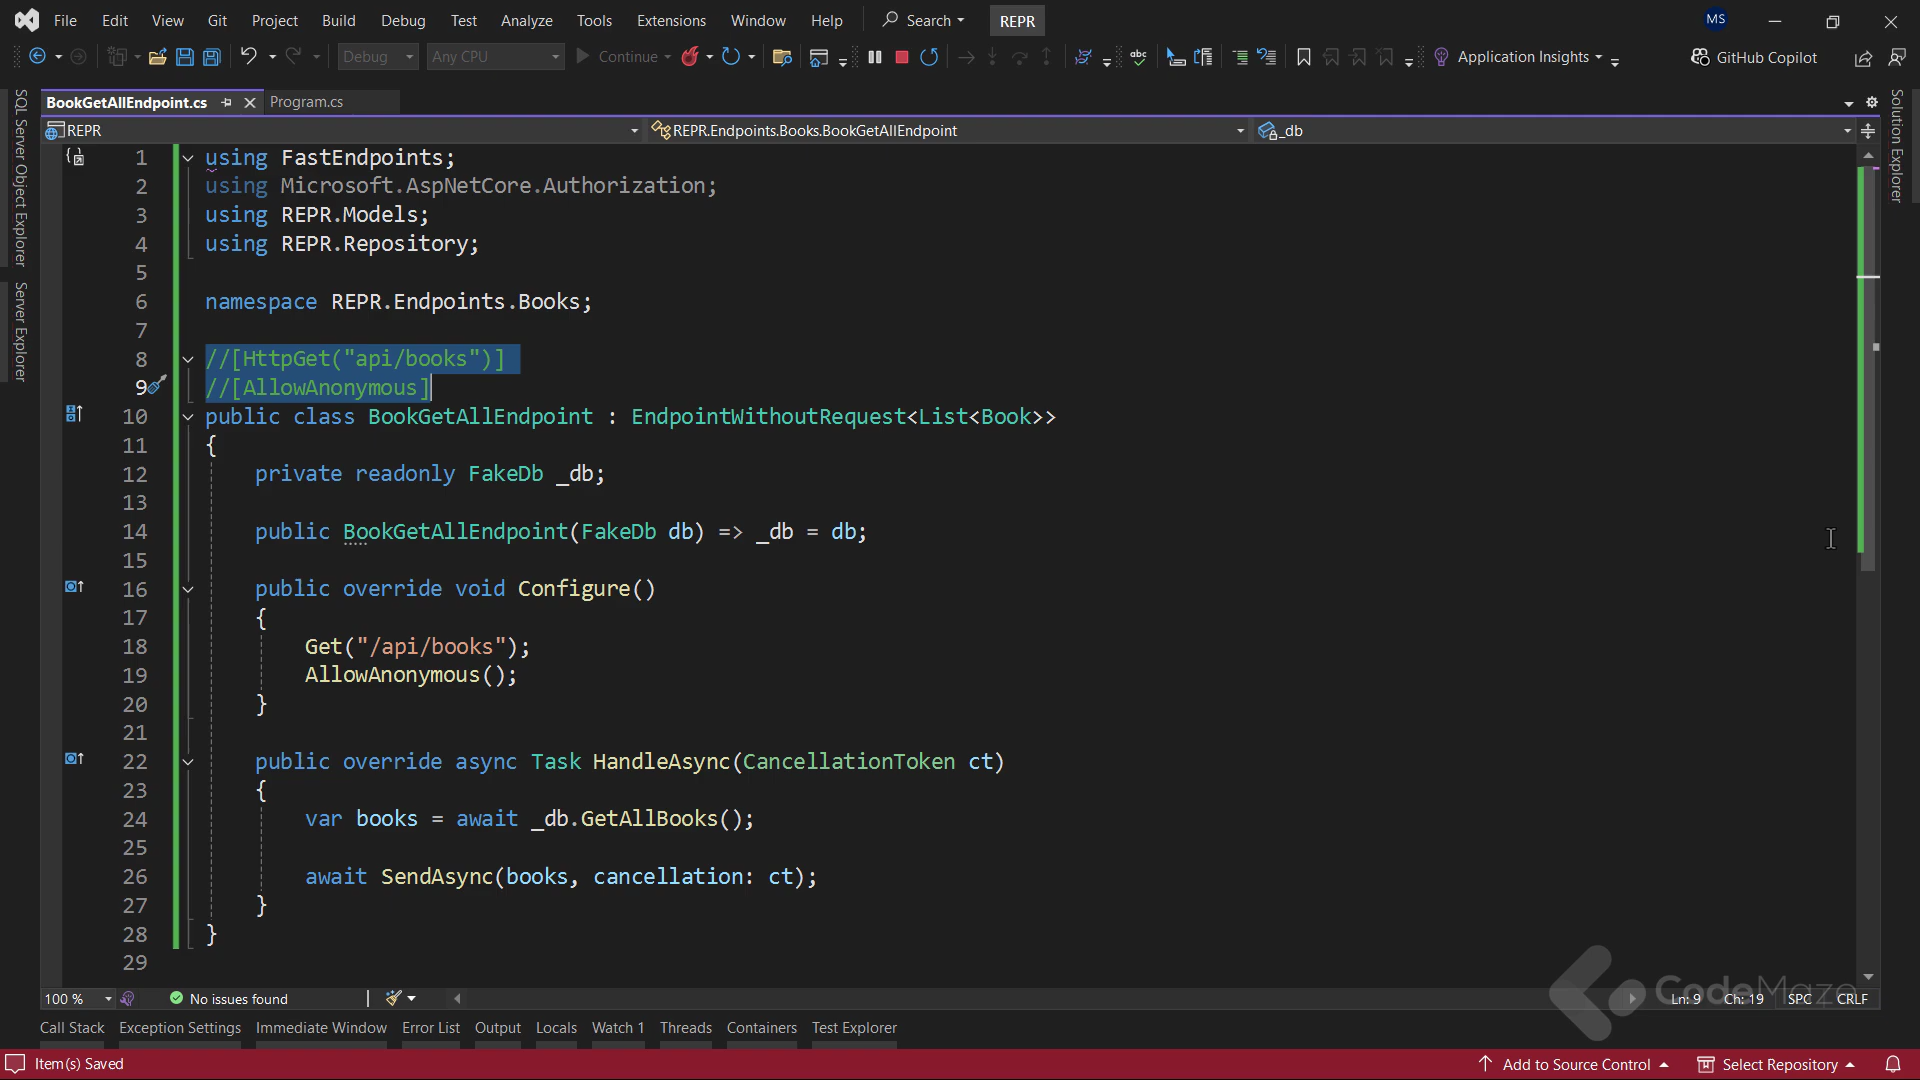 File Edit View Git Project Build Debug Test Analyze Tools Extensions Window Help Search REPR MS
Debug Any CPU Continue abc Application Insights GitHub Copilot
BookGetAllEndpoint.cs Program.cs
REPR REPR.Endpoints.Books.BookGetAllEndpoint _db
SQL Server Object Explorer
Server Explorer
Solution Explorer
1 using FastEndpoints;
2 using Microsoft.AspNetCore.Authorization;
3 using REPR.Models;
4 using REPR.Repository;
5
6 namespace REPR.Endpoints.Books;
7
8 //[HttpGet("api/books")]
9 //[AllowAnonymous]
10 public class BookGetAllEndpoint : EndpointWithoutRequest<List<Book>>
11 {
12 private readonly FakeDb _db;
13
14 public BookGetAllEndpoint(FakeDb db) => _db = db;
15
16 public override void Configure()
17 {
18 Get("/api/books");
19 AllowAnonymous();
20 }
21
22 public override async Task HandleAsync(CancellationToken ct)
23 {
24 var books = await _db.GetAllBooks();
25
26 await SendAsync(books, cancellation: ct);
27 }
28 }
29
CodeMaze
100 % No issues found Ln: 9 Ch: 19 SPC CRLF
Call Stack Exception Settings Immediate Window Error List Output Locals Watch 1 Threads Containers Test Explorer
Item(s) Saved Add to Source Control Select Repository